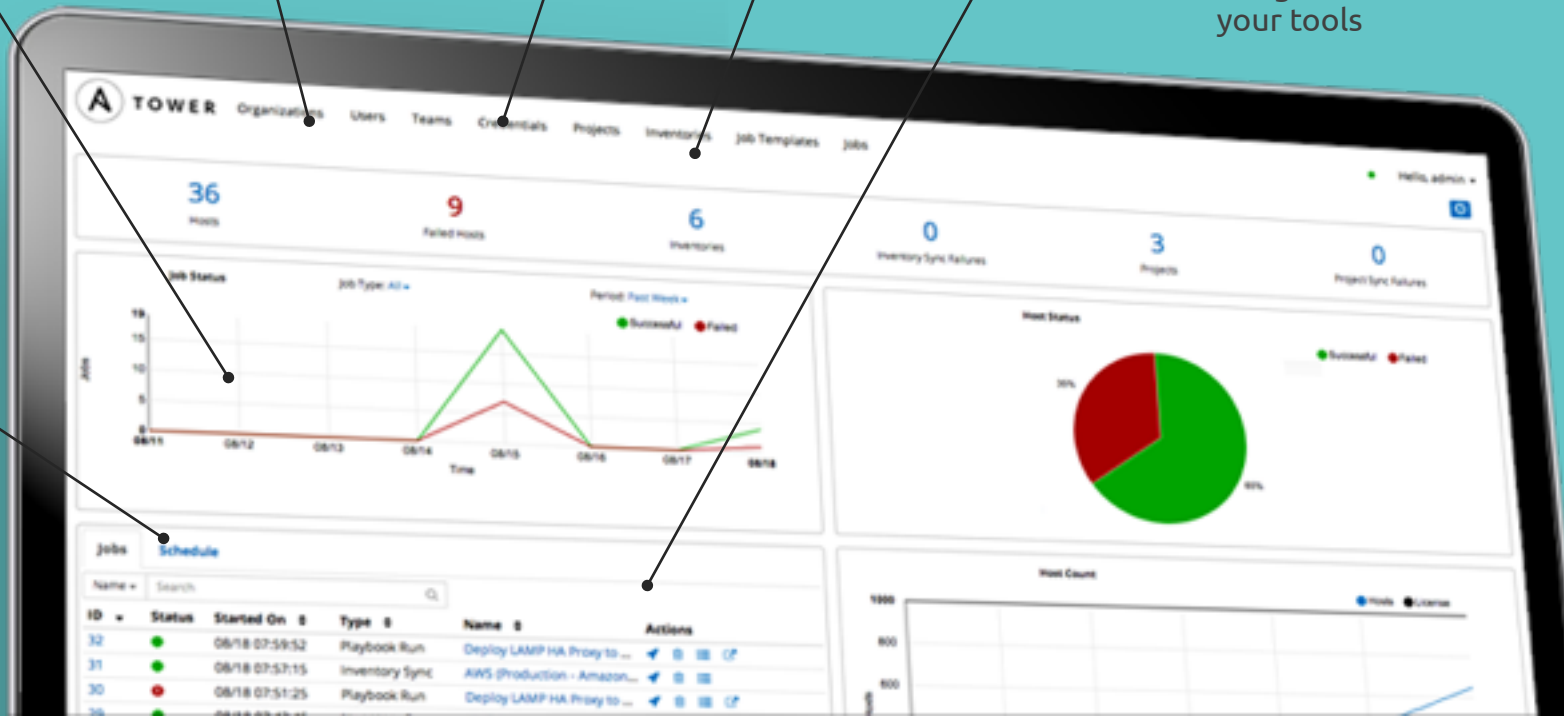 your tools
A TOWER Organizations Users Teams Credentials Projects Inventories Job Templates Jobs
Hello, admin
36
Hosts
9
Failed Hosts
6
Inventories
0
Inventory Sync Failures
3
Projects
0
Project Sync Failures
Job Status
Job Type: All
Period: Past Week
Successful Failed
19
15
10
5
0
Jobs
08/11 08/12 08/13 08/14 08/15 08/16 08/17 08/18
Time
Host Status
Successful Failed
Jobs Schedule
Name Search
ID Status Started On Type Name Actions
32 08/18 07:59:52 Playbook Run Deploy LAMP HA Proxy to ...
31 08/18 07:57:15 Inventory Sync AWS (Production - Amazon...
30 08/18 07:51:25 Playbook Run Deploy LAMP HA Proxy to ...
Host Count
Hosts License
1000
800
600